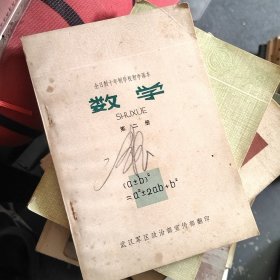 全日制十年制学校初中课本
数学
SHUXUE
第二册
(a±b)²
=a²±2ab+b²
武汉军区政治部宣传部翻印